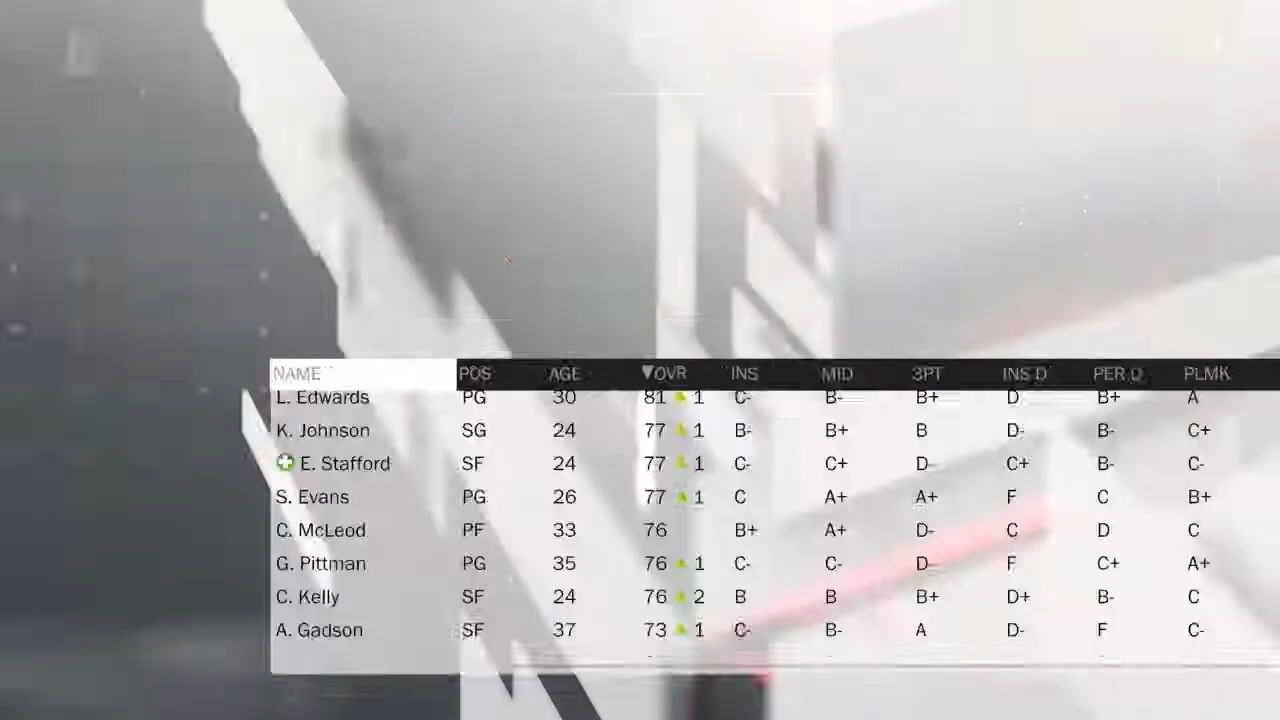 NAME POS AGE ▼OVR INS MID 3PT INS D PER D PLMK
L. Edwards PG 30 81 ▲ 1 C- B- B+ D B+ A
K. Johnson SG 24 77 ▲ 1 B- B+ B D- B- C+
E. Stafford SF 24 77 ▲ 1 C- C+ D- C+ B- C-
S. Evans PG 26 77 ▲ 1 C A+ A+ F C B+
C. McLeod PF 33 76 B+ A+ D- C D C
G. Pittman PG 35 76 ▲ 1 C- C- D- F C+ A+
C. Kelly SF 24 76 ▲ 2 B B B+ D+ B- C
A. Gadson SF 37 73 ▲ 1 C- B- A D- F C-